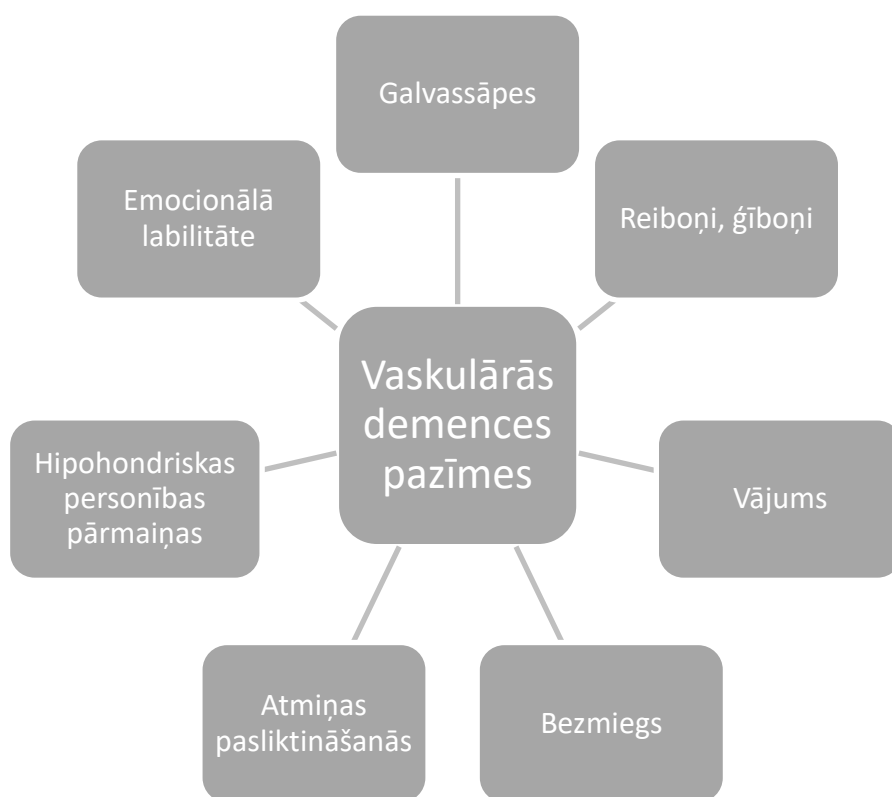 Galvassāpes
Emocionālā
labilitāte
Reiboņi, ģīboņi
Vaskulārās
demences
pazīmes
Hipohondriskas
personības
pārmaiņas
Vājums
Atmiņas
pasliktināšanās
Bezmiegs